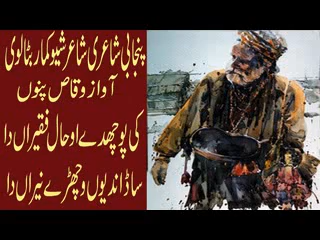 پنجابی شاعری شاعر شیو کمار بٹالوی
آواز وقاص پنوں
کی پوچھدے او حال فقیراں دا
ساڈا ندیوں وچھڑے نیراں دا